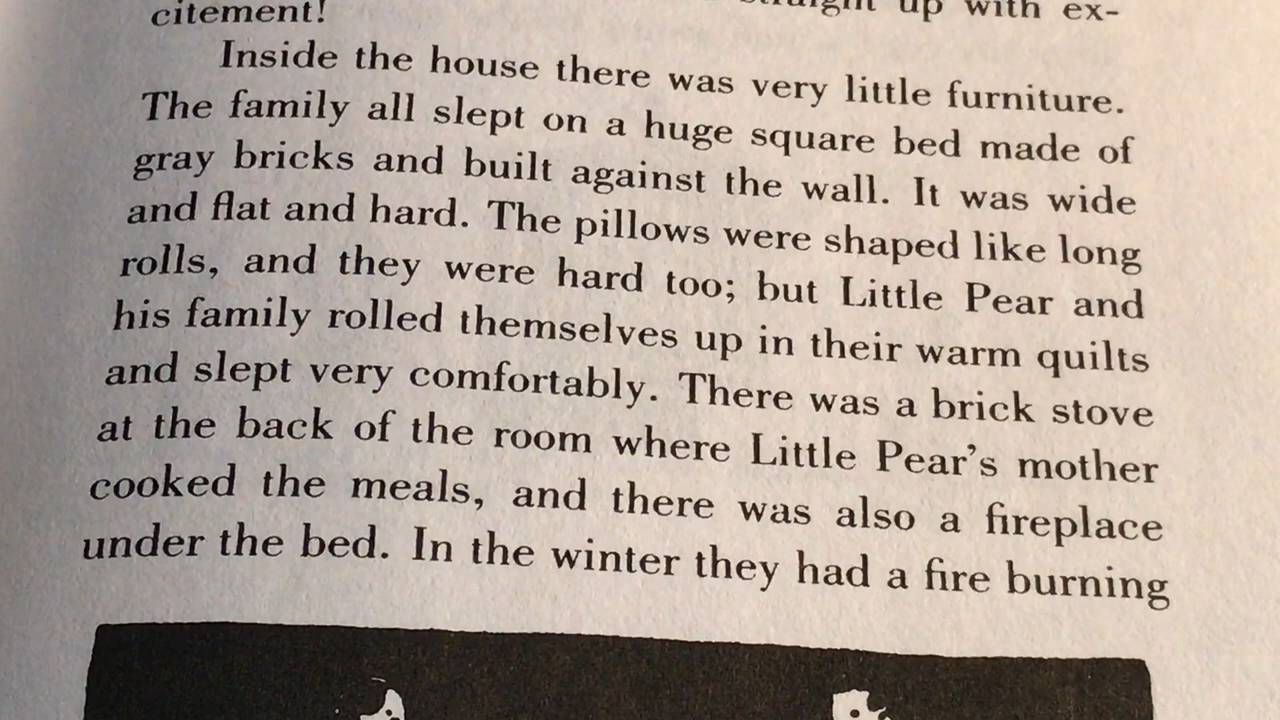 citement!
straight up with ex-
Inside the house there was very little furniture.
The family all slept on a huge square bed made of
gray bricks and built against the wall. It was wide
and flat and hard. The pillows were shaped like long
rolls, and they were hard too; but Little Pear and
his family rolled themselves up in their warm quilts
and slept very comfortably. There was a brick stove
at the back of the room where Little Pear's mother
cooked the meals, and there was also a fireplace
under the bed. In the winter they had a fire burning